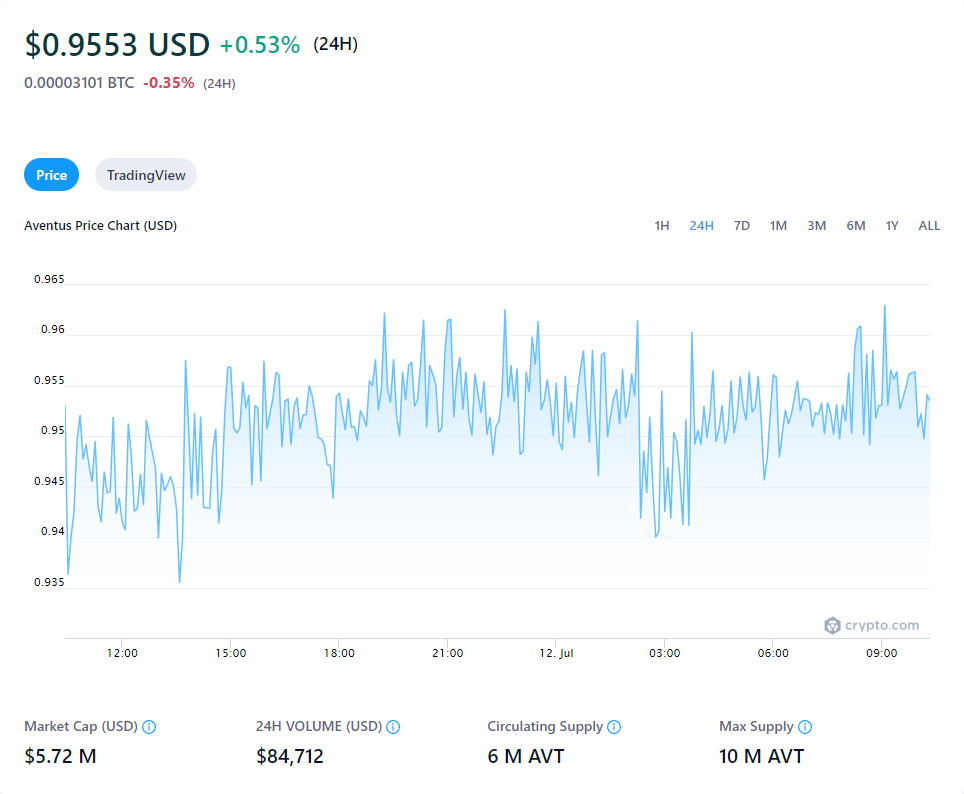 $0.9553 USD +0.53% (24H)
0.00003101 BTC -0.35% (24H)
Price TradingView
Aventus Price Chart (USD) 1H 24H 7D 1M 3M 6M 1Y ALL
0.965
0.96
0.955
0.95
0.945
0.94
0.935
crypto.com
12:00 15:00 18:00 21:00 12. Jul 03:00 06:00 09:00
Market Cap (USD) 24H VOLUME (USD) Circulating Supply Max Supply
$5.72 M $84,712 6 M AVT 10 M AVT